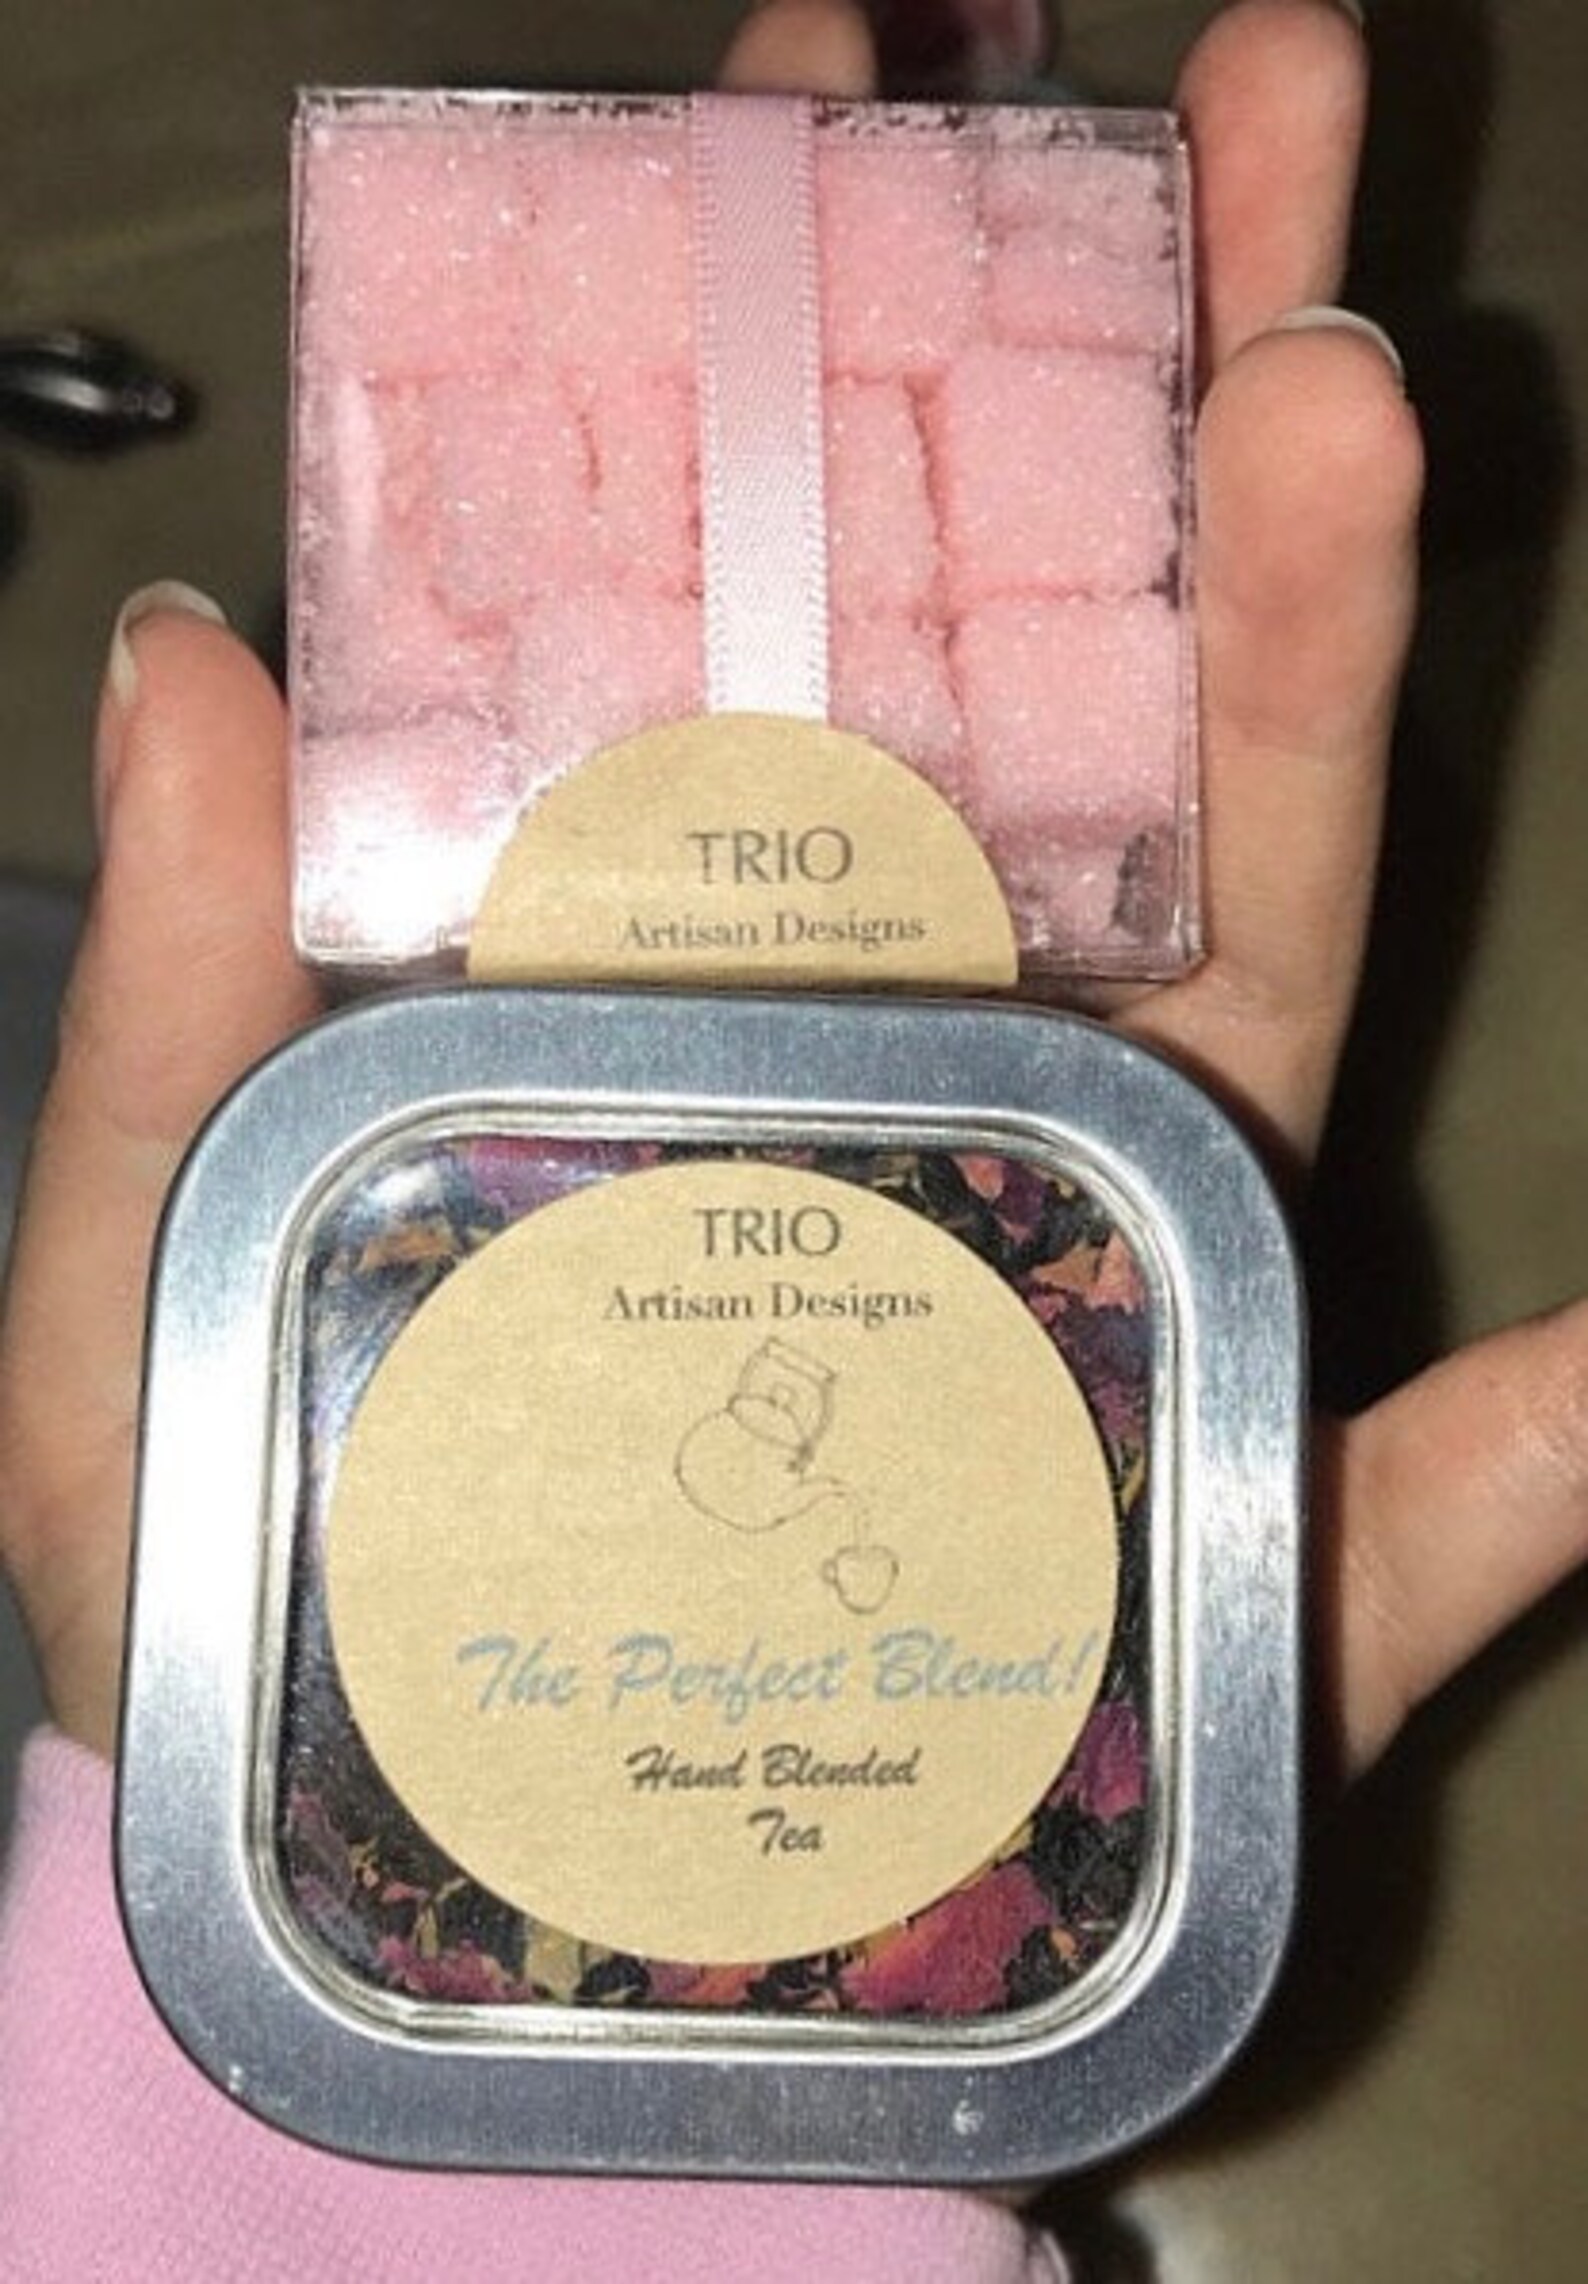 TRIO
Artisan Designs
TRIO
Artisan Designs
The Perfect Blend!
Hand Blended
Tea